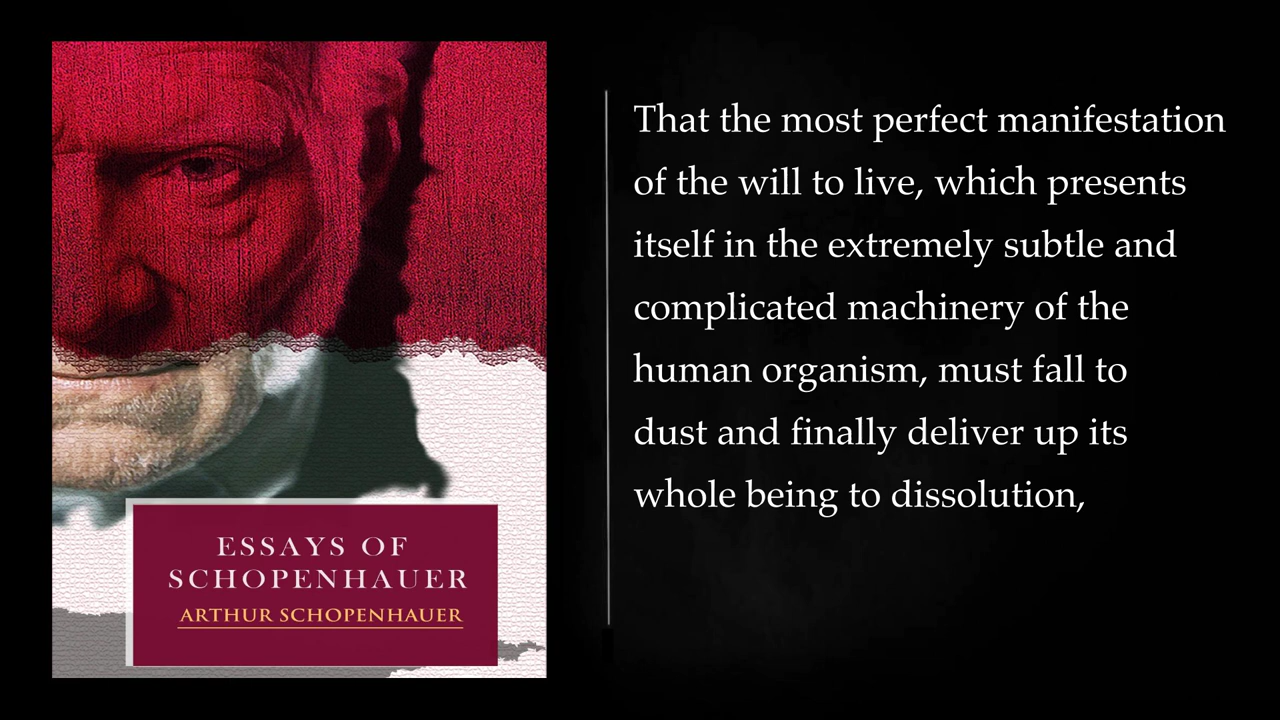 ESSAYS OF
SCHOPENHAUER
ARTHUR SCHOPENHAUER
That the most perfect manifestation
of the will to live, which presents
itself in the extremely subtle and
complicated machinery of the
human organism, must fall to
dust and finally deliver up its
whole being to dissolution,